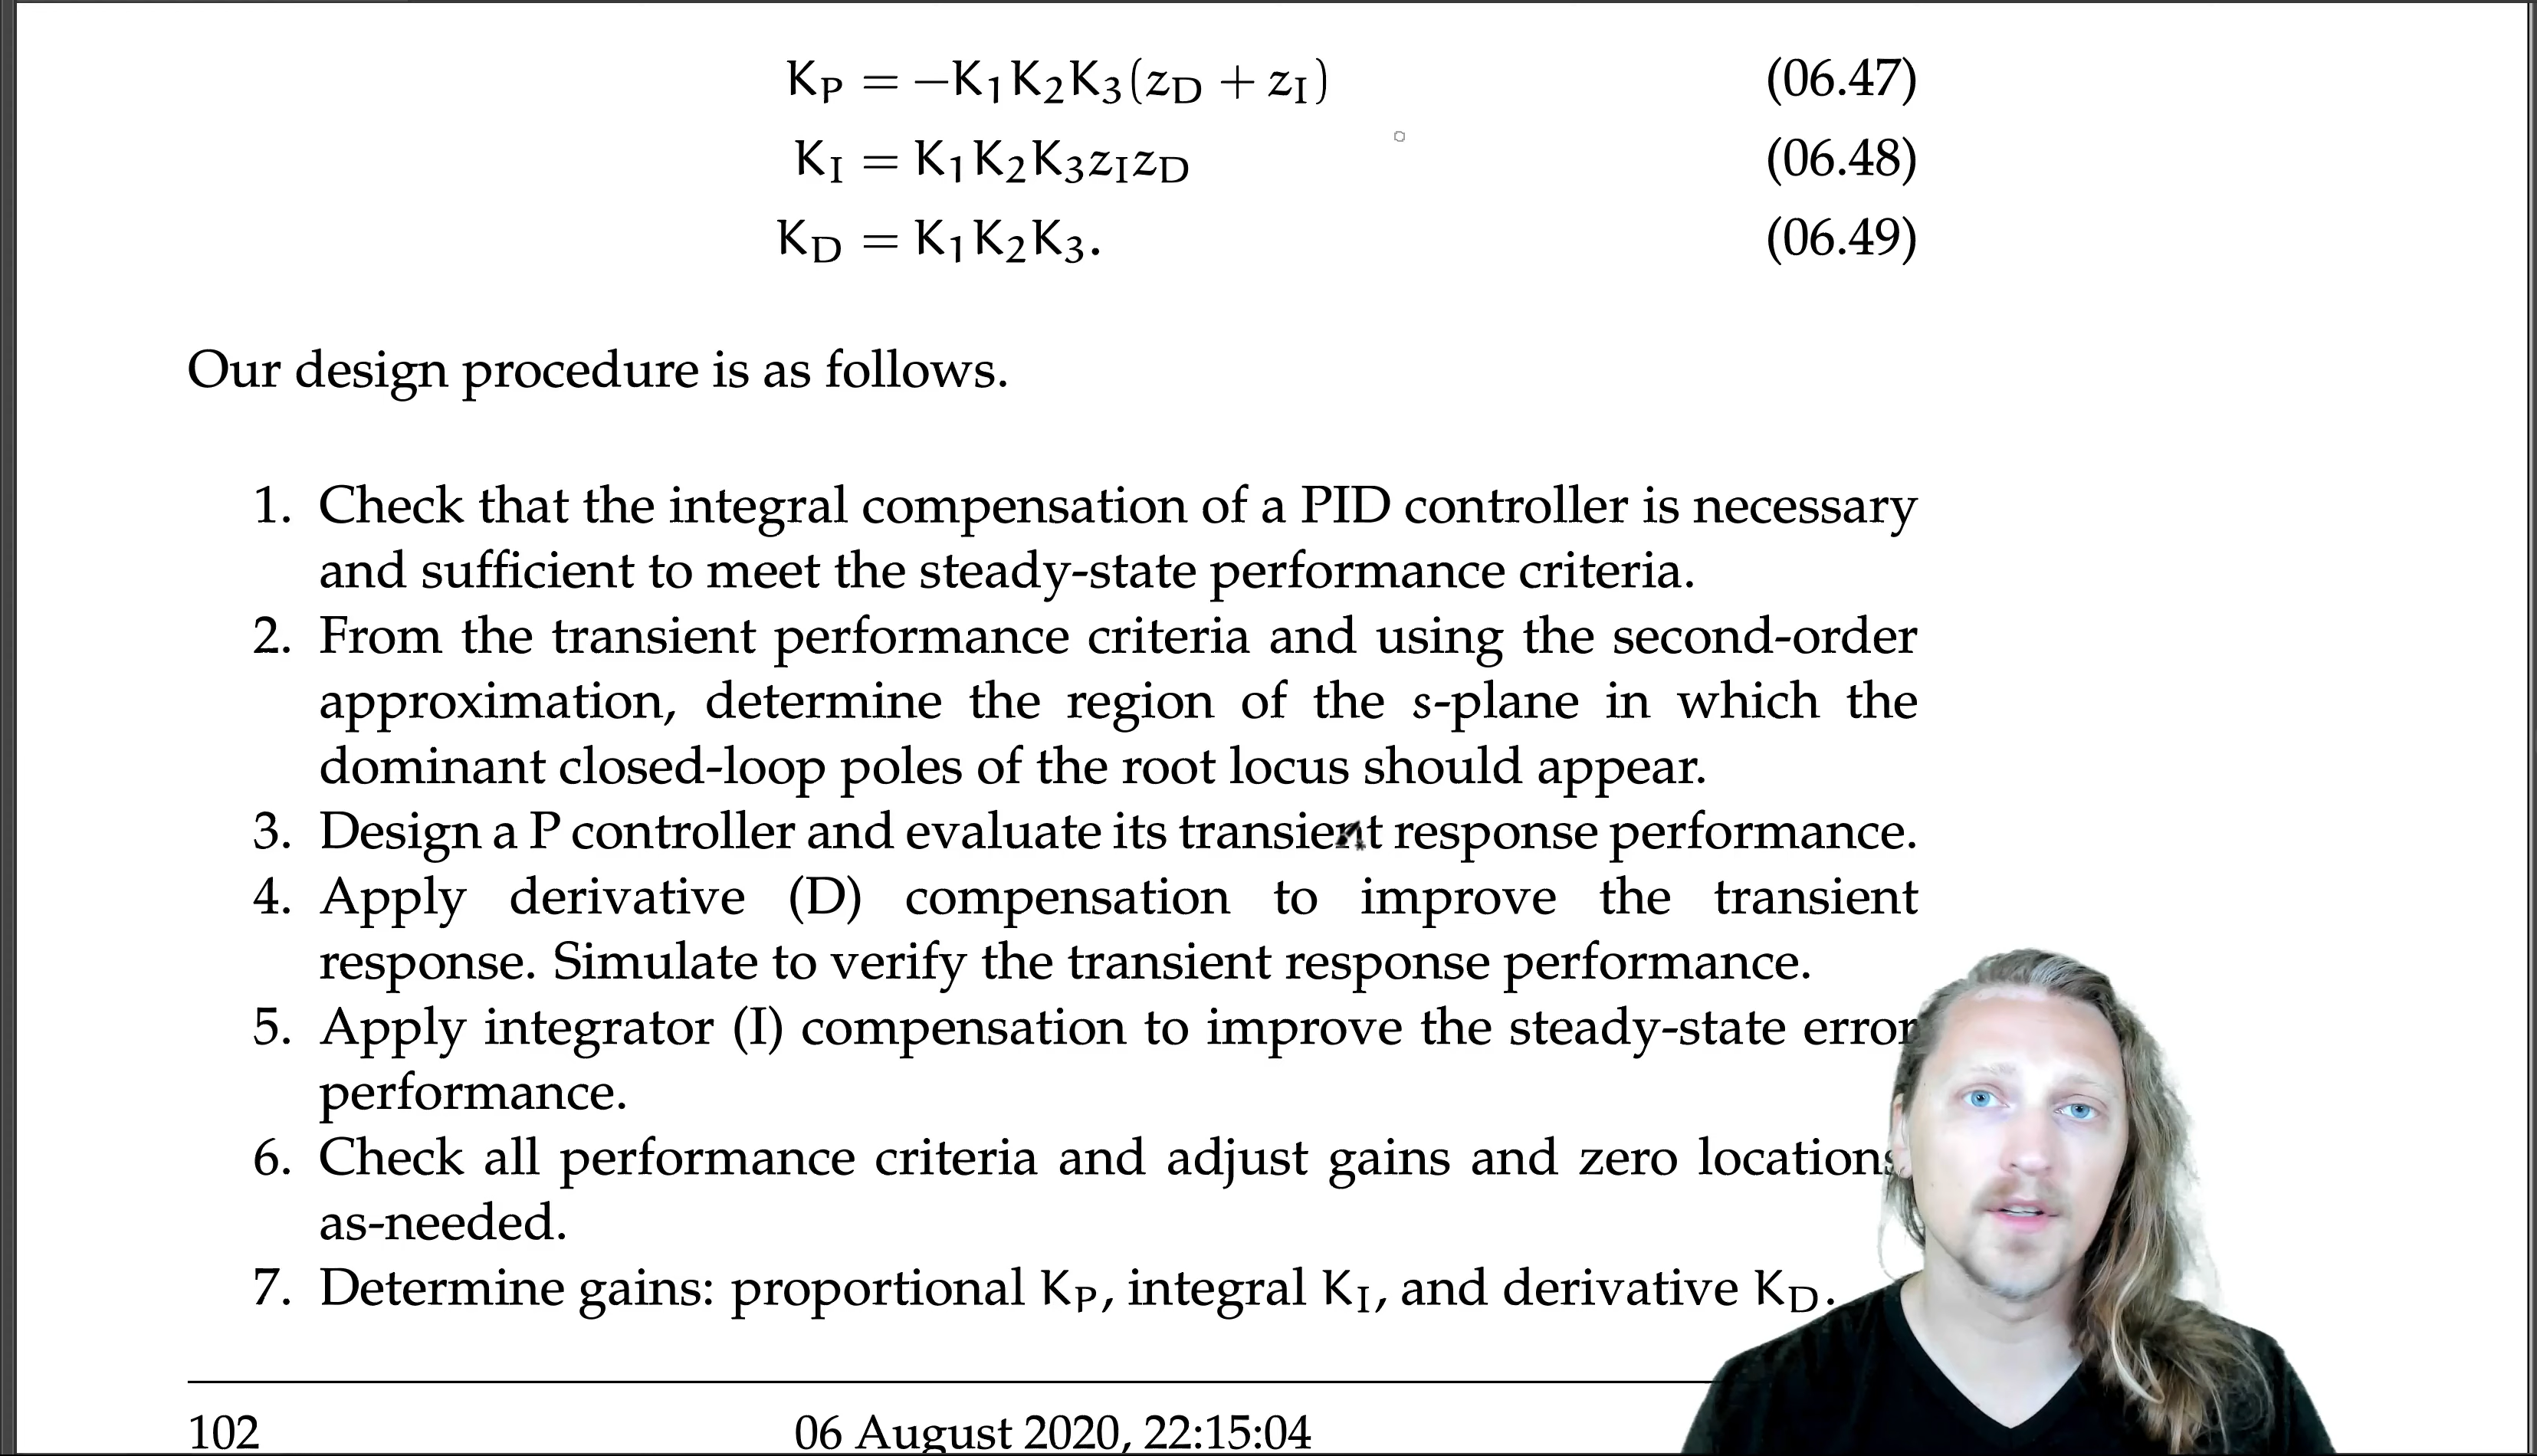 K_P = −K_1K_2K_3(z_D + z_I) (06.47)
K_I = K_1K_2K_3z_Iz_D (06.48)
K_D = K_1K_2K_3. (06.49)
Our design procedure is as follows.
1. Check that the integral compensation of a PID controller is necessary
and sufficient to meet the steady-state performance criteria.
2. From the transient performance criteria and using the second-order
approximation, determine the region of the s-plane in which the
dominant closed-loop poles of the root locus should appear.
3. Design a P controller and evaluate its transient response performance.
4. Apply derivative (D) compensation to improve the transient
response. Simulate to verify the transient response performance.
5. Apply integrator (I) compensation to improve the steady-state error
performance.
6. Check all performance criteria and adjust gains and zero locations
as-needed.
7. Determine gains: proportional K_P, integral K_I, and derivative K_D.
102 06 August 2020, 22:15:04